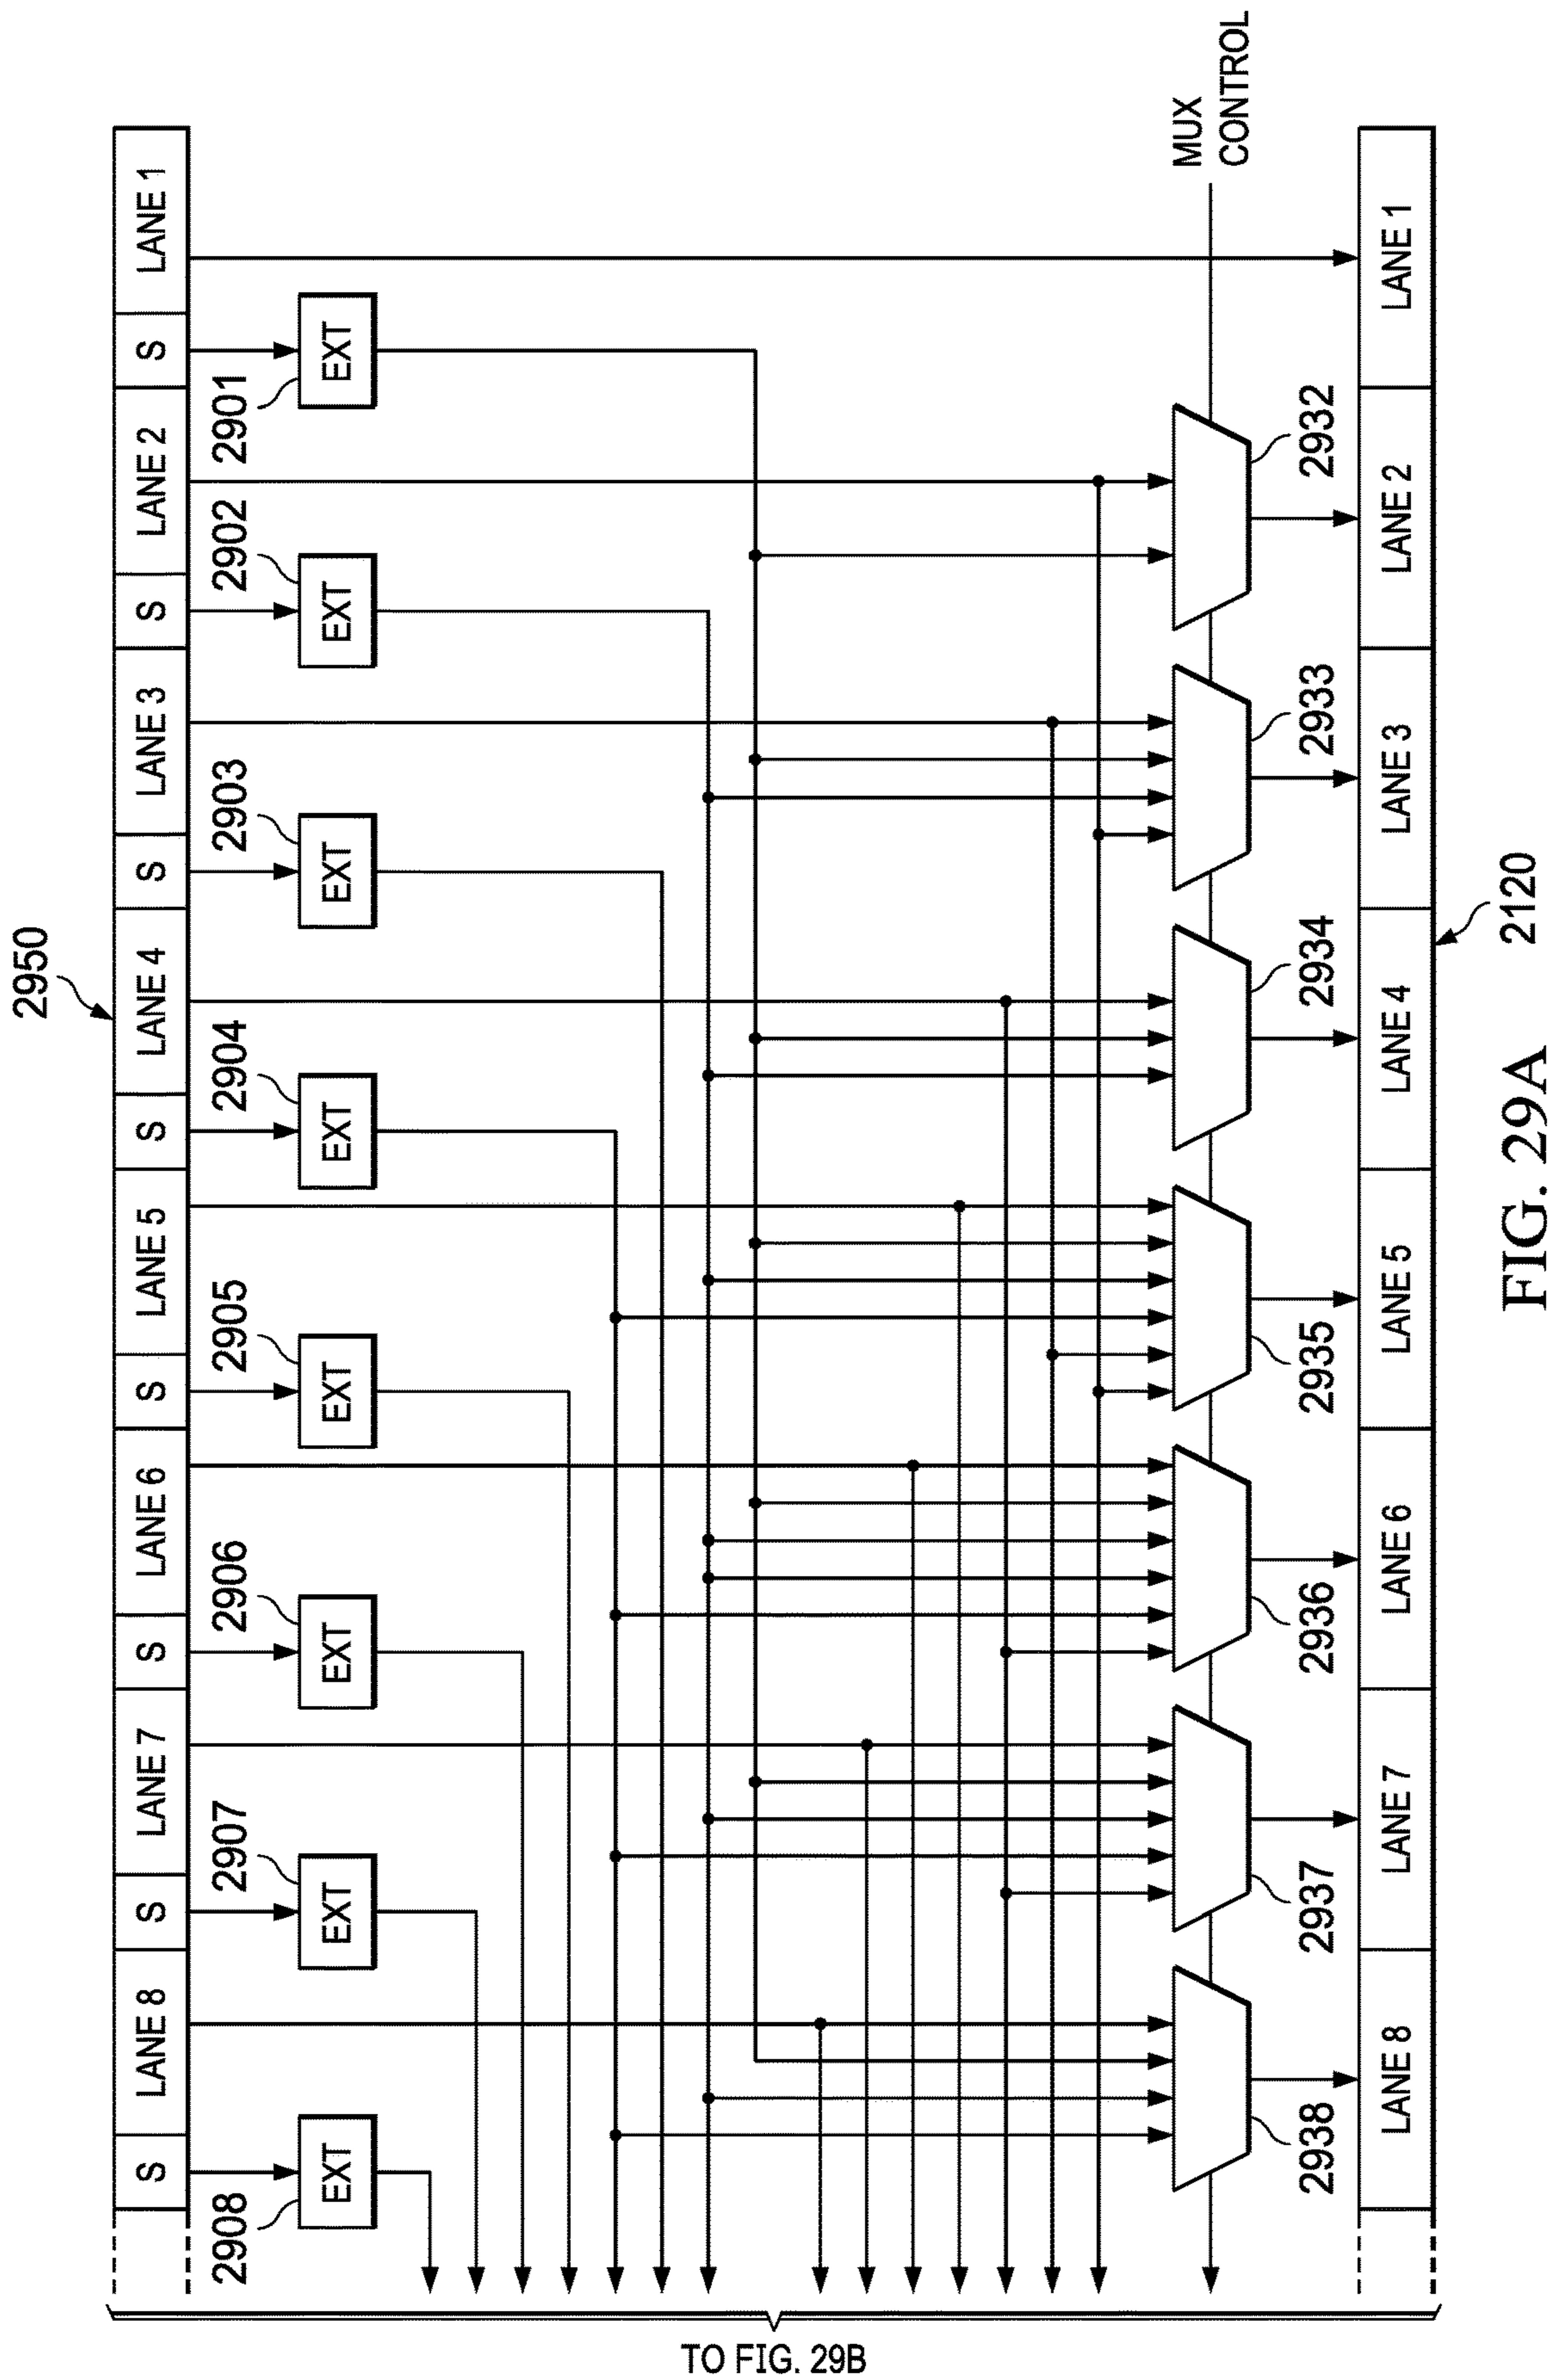 2950
S
LANE 8
S
LANE 7
S
LANE 6
S
LANE 5
S
LANE 4
S
LANE 3
S
LANE 2
S
LANE 1
2908
2907
2906
2905
2904
2903
2902
2901
EXT
EXT
EXT
EXT
EXT
EXT
EXT
EXT
TO FIG. 29B
MUX
CONTROL
2938
2937
2936
2935
2934
2933
2932
LANE 8
LANE 7
LANE 6
LANE 5
LANE 4
LANE 3
LANE 2
LANE 1
2120
FIG. 29A